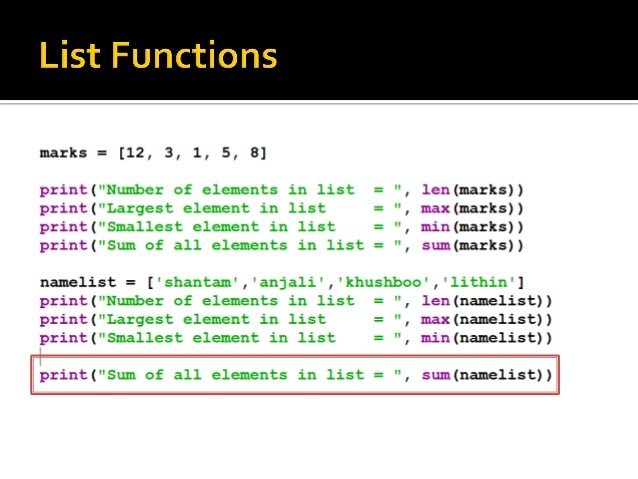 List Functions
marks = [12, 3, 1, 5, 8]
print("Number of elements in list  = ", len(marks))
print("Largest element in list     = ", max(marks))
print("Smallest element in list    = ", min(marks))
print("Sum of all elements in list = ", sum(marks))
namelist = ['shantam','anjali','khushboo','lithin']
print("Number of elements in list  = ", len(namelist))
print("Largest element in list     = ", max(namelist))
print("Smallest element in list    = ", min(namelist))
print("Sum of all elements in list = ", sum(namelist))